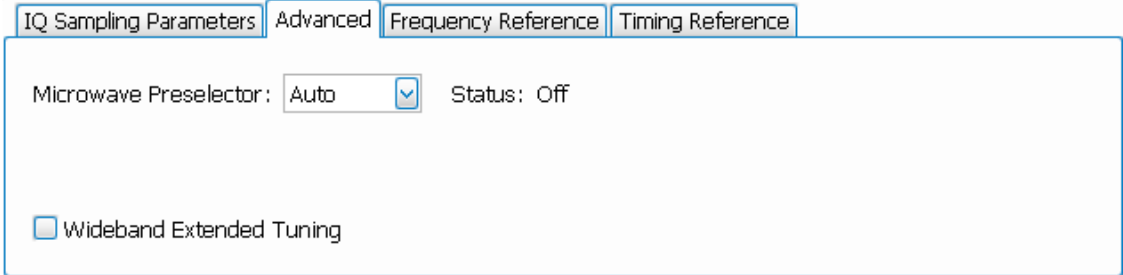 IQ Sampling Parameters Advanced Frequency Reference Timing Reference
Microwave Preselector: Auto Status: Off
Wideband Extended Tuning